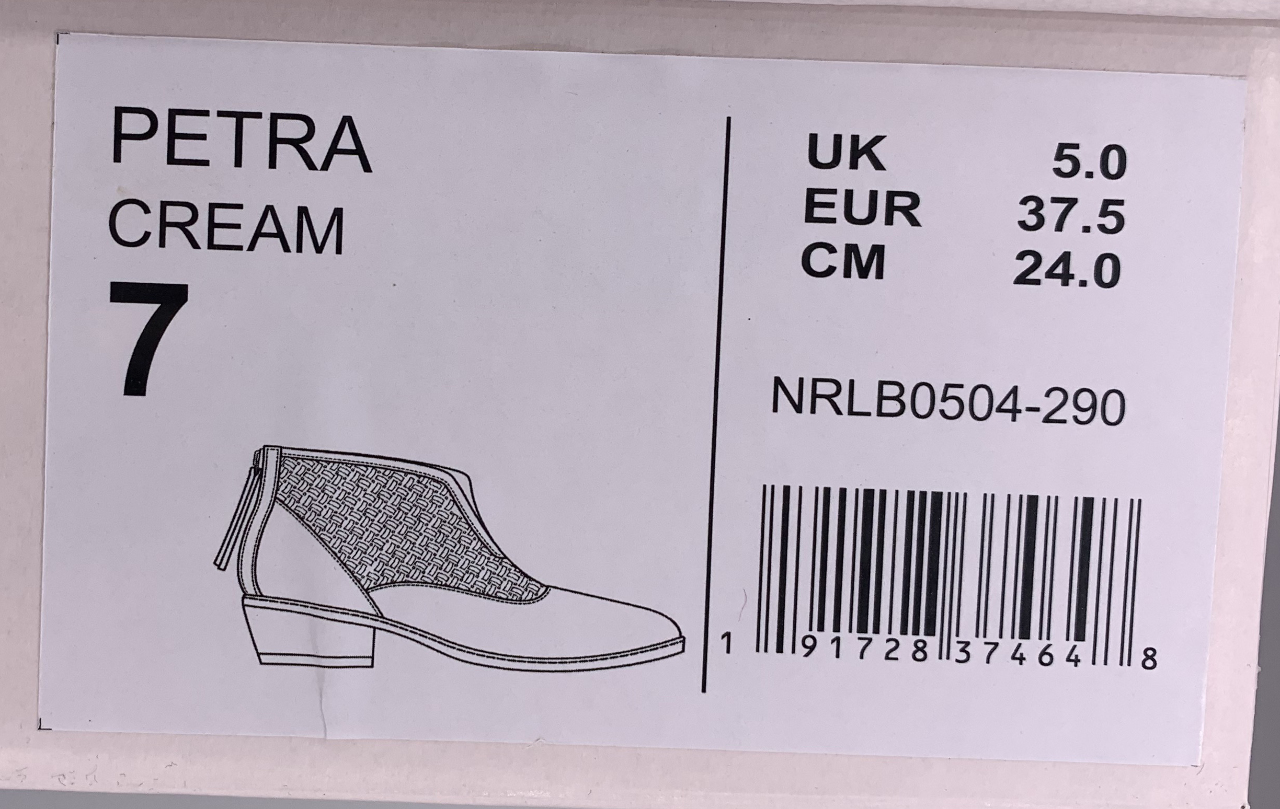 PETRA
CREAM
7
UK 5.0
EUR 37.5
CM 24.0
NRLB0504-290
1 91728 37464 8